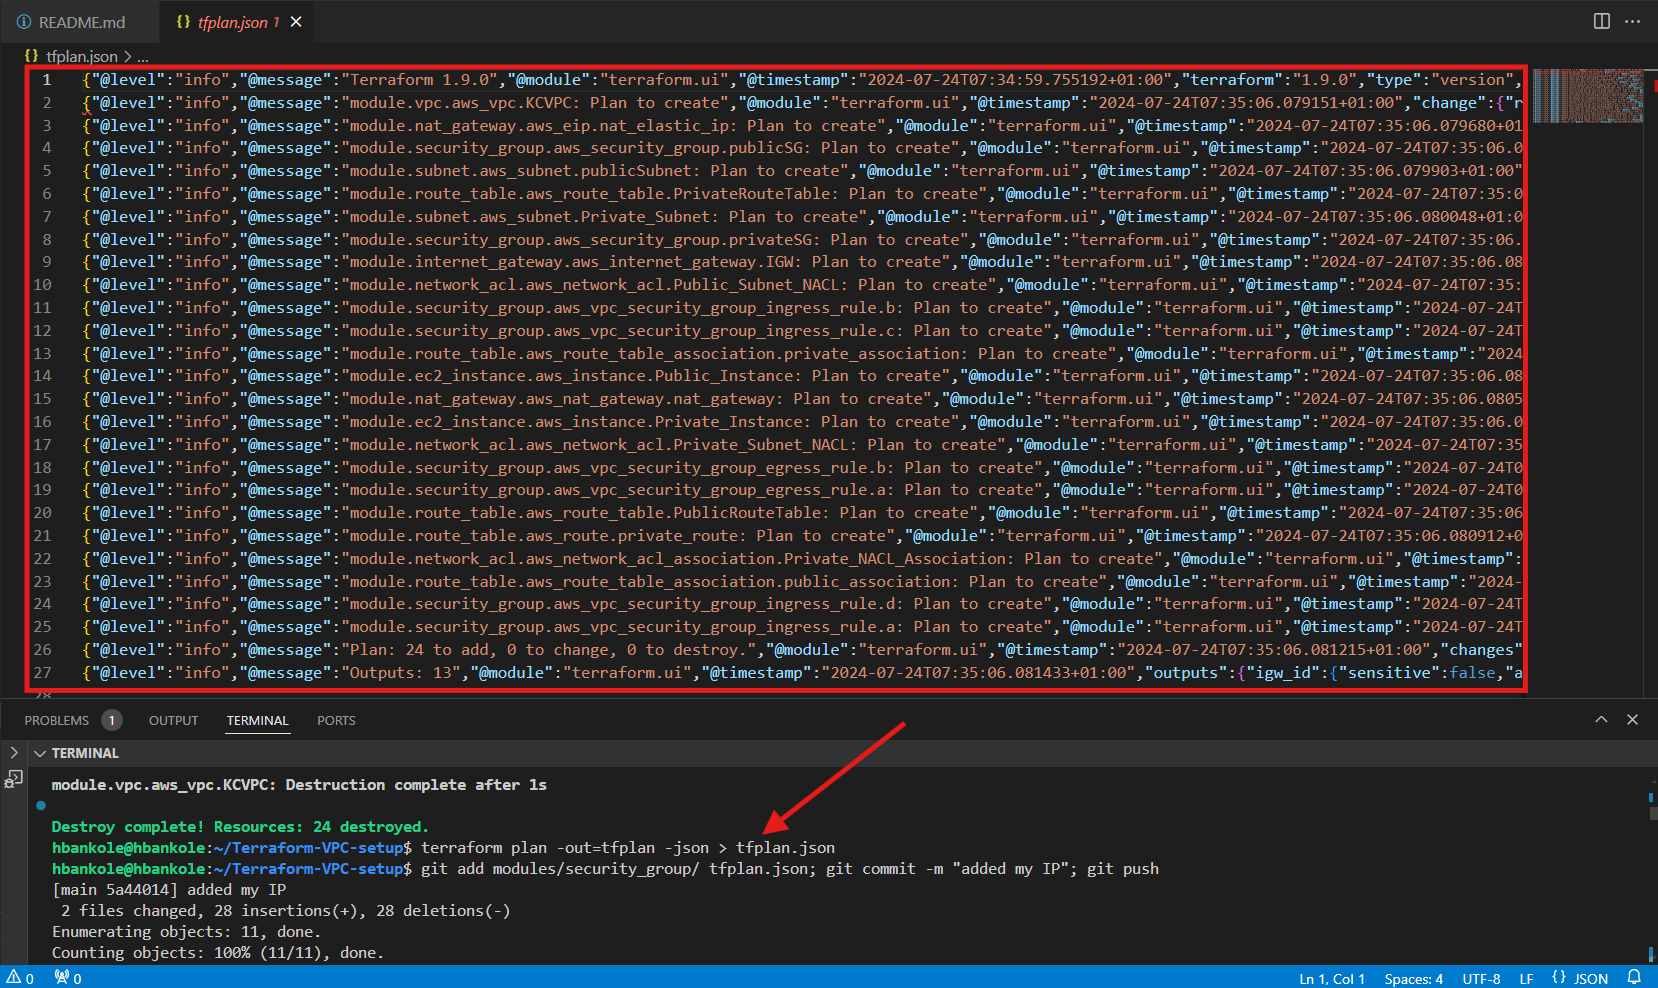 README.md
{} tfplan.json 1
{} tfplan.json > ...
1 {"@level":"info","@message":"Terraform 1.9.0","@module":"terraform.ui","@timestamp":"2024-07-24T07:34:59.755192+01:00","terraform":"1.9.0","type":"version",
2 {"@level":"info","@message":"module.vpc.aws_vpc.KCVPC: Plan to create","@module":"terraform.ui","@timestamp":"2024-07-24T07:35:06.079151+01:00","change":{"r
3 {"@level":"info","@message":"module.nat_gateway.aws_eip.nat_elastic_ip: Plan to create","@module":"terraform.ui","@timestamp":"2024-07-24T07:35:06.079680+01
4 {"@level":"info","@message":"module.security_group.aws_security_group.publicSG: Plan to create","@module":"terraform.ui","@timestamp":"2024-07-24T07:35:06.0
5 {"@level":"info","@message":"module.subnet.aws_subnet.publicSubnet: Plan to create","@module":"terraform.ui","@timestamp":"2024-07-24T07:35:06.079903+01:00"
6 {"@level":"info","@message":"module.route_table.aws_route_table.PrivateRouteTable: Plan to create","@module":"terraform.ui","@timestamp":"2024-07-24T07:35:0
7 {"@level":"info","@message":"module.subnet.aws_subnet.Private_Subnet: Plan to create","@module":"terraform.ui","@timestamp":"2024-07-24T07:35:06.080048+01:0
8 {"@level":"info","@message":"module.security_group.aws_security_group.privateSG: Plan to create","@module":"terraform.ui","@timestamp":"2024-07-24T07:35:06.
9 {"@level":"info","@message":"module.internet_gateway.aws_internet_gateway.IGW: Plan to create","@module":"terraform.ui","@timestamp":"2024-07-24T07:35:06.08
10 {"@level":"info","@message":"module.network_acl.aws_network_acl.Public_Subnet_NACL: Plan to create","@module":"terraform.ui","@timestamp":"2024-07-24T07:35:
11 {"@level":"info","@message":"module.security_group.aws_vpc_security_group_ingress_rule.b: Plan to create","@module":"terraform.ui","@timestamp":"2024-07-24T
12 {"@level":"info","@message":"module.security_group.aws_vpc_security_group_ingress_rule.c: Plan to create","@module":"terraform.ui","@timestamp":"2024-07-24T
13 {"@level":"info","@message":"module.route_table.aws_route_table_association.private_association: Plan to create","@module":"terraform.ui","@timestamp":"2024
14 {"@level":"info","@message":"module.ec2_instance.aws_instance.Public_Instance: Plan to create","@module":"terraform.ui","@timestamp":"2024-07-24T07:35:06.08
15 {"@level":"info","@message":"module.nat_gateway.aws_nat_gateway.nat_gateway: Plan to create","@module":"terraform.ui","@timestamp":"2024-07-24T07:35:06.0805
16 {"@level":"info","@message":"module.ec2_instance.aws_instance.Private_Instance: Plan to create","@module":"terraform.ui","@timestamp":"2024-07-24T07:35:06.0
17 {"@level":"info","@message":"module.network_acl.aws_network_acl.Private_Subnet_NACL: Plan to create","@module":"terraform.ui","@timestamp":"2024-07-24T07:35
18 {"@level":"info","@message":"module.security_group.aws_vpc_security_group_egress_rule.b: Plan to create","@module":"terraform.ui","@timestamp":"2024-07-24T0
19 {"@level":"info","@message":"module.security_group.aws_vpc_security_group_egress_rule.a: Plan to create","@module":"terraform.ui","@timestamp":"2024-07-24T0
20 {"@level":"info","@message":"module.route_table.aws_route_table.PublicRouteTable: Plan to create","@module":"terraform.ui","@timestamp":"2024-07-24T07:35:06
21 {"@level":"info","@message":"module.route_table.aws_route.private_route: Plan to create","@module":"terraform.ui","@timestamp":"2024-07-24T07:35:06.080912+0
22 {"@level":"info","@message":"module.network_acl.aws_network_acl_association.Private_NACL_Association: Plan to create","@module":"terraform.ui","@timestamp":
23 {"@level":"info","@message":"module.route_table.aws_route_table_association.public_association: Plan to create","@module":"terraform.ui","@timestamp":"2024-
24 {"@level":"info","@message":"module.security_group.aws_vpc_security_group_ingress_rule.d: Plan to create","@module":"terraform.ui","@timestamp":"2024-07-24T
25 {"@level":"info","@message":"module.security_group.aws_vpc_security_group_ingress_rule.a: Plan to create","@module":"terraform.ui","@timestamp":"2024-07-24T
26 {"@level":"info","@message":"Plan: 24 to add, 0 to change, 0 to destroy.","@module":"terraform.ui","@timestamp":"2024-07-24T07:35:06.081215+01:00","changes"
27 {"@level":"info","@message":"Outputs: 13","@module":"terraform.ui","@timestamp":"2024-07-24T07:35:06.081433+01:00","outputs":{"igw_id":{"sensitive":false,"a
28
PROBLEMS 1 OUTPUT TERMINAL PORTS
TERMINAL
module.vpc.aws_vpc.KCVPC: Destruction complete after 1s
Destroy complete! Resources: 24 destroyed.
hbankole@hbankole:~/Terraform-VPC-setup$ terraform plan -out=tfplan -json > tfplan.json
hbankole@hbankole:~/Terraform-VPC-setup$ git add modules/security_group/ tfplan.json; git commit -m "added my IP"; git push
[main 5a44014] added my IP
2 files changed, 28 insertions(+), 28 deletions(-)
Enumerating objects: 11, done.
Counting objects: 100% (11/11), done.
0 0 Ln 1, Col 1 Spaces: 4 UTF-8 LF {} JSON